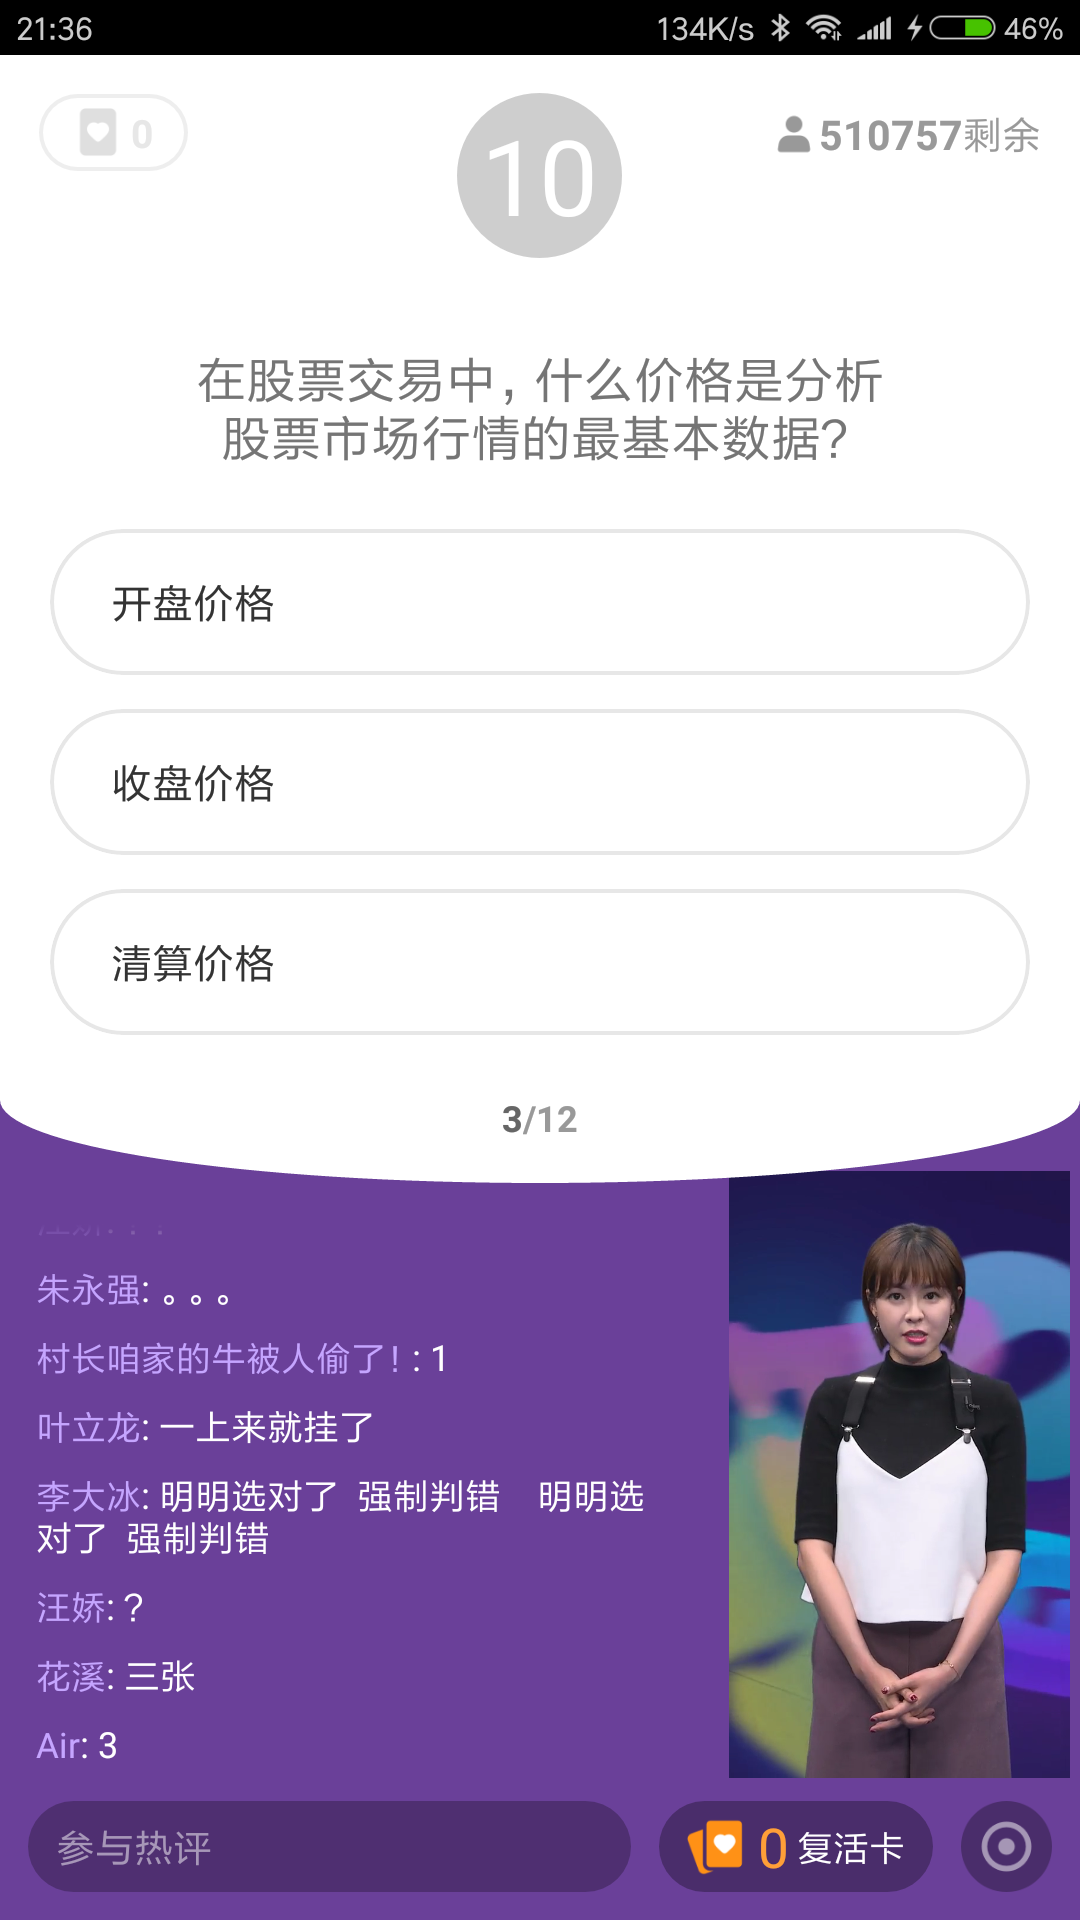 21:36 134K/s 46%
0 10 510757剩余
在股票交易中，什么价格是分析
股票市场行情的最基本数据?
开盘价格
收盘价格
清算价格
3/12
朱永强: 。。。
村长咱家的牛被人偷了! : 1
叶立龙: 一上来就挂了
李大冰: 明明选对了 强制判错 明明选
对了 强制判错
汪娇: ?
花溪: 三张
Air: 3
参与热评 0 复活卡